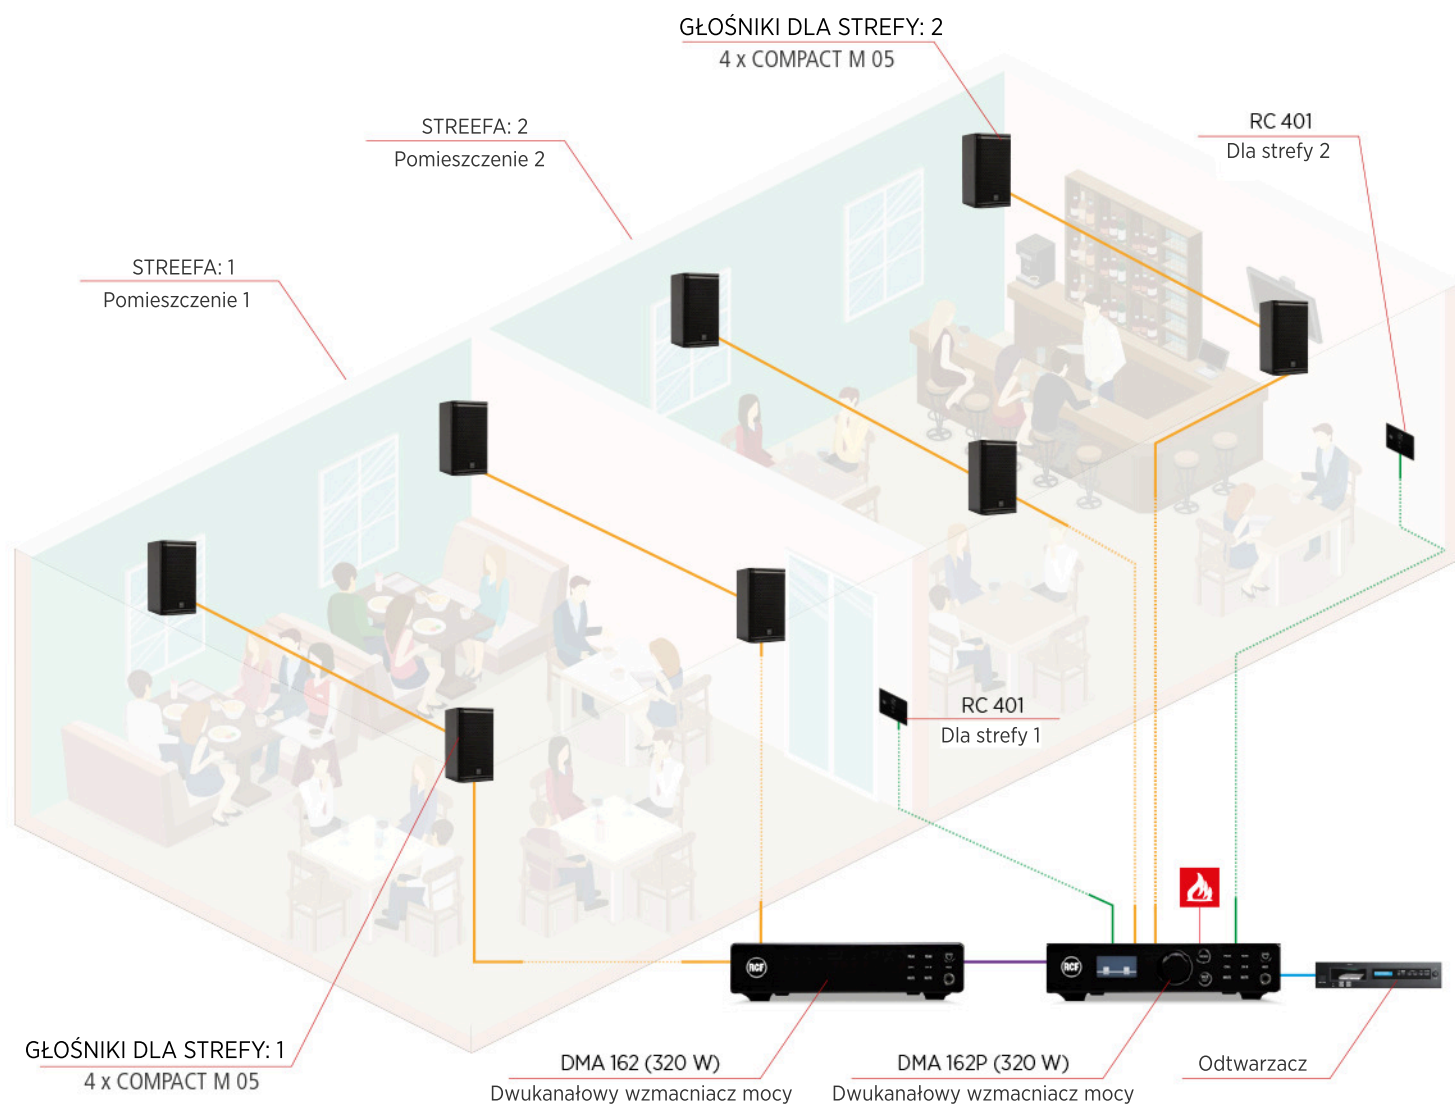 GŁOŚNIKI DLA STREFY: 2
4 x COMPACT M 05
STREEFA: 2
Pomieszczenie 2
RC 401
Dla strefy 2
STREEFA: 1
Pomieszczenie 1
RC 401
Dla strefy 1
RCF
RCF
GŁOŚNIKI DLA STREFY: 1
4 x COMPACT M 05
DMA 162 (320 W)
Dwukanałowy wzmacniacz mocy
DMA 162P (320 W)
Dwukanałowy wzmacniacz mocy
Odtwarzacz